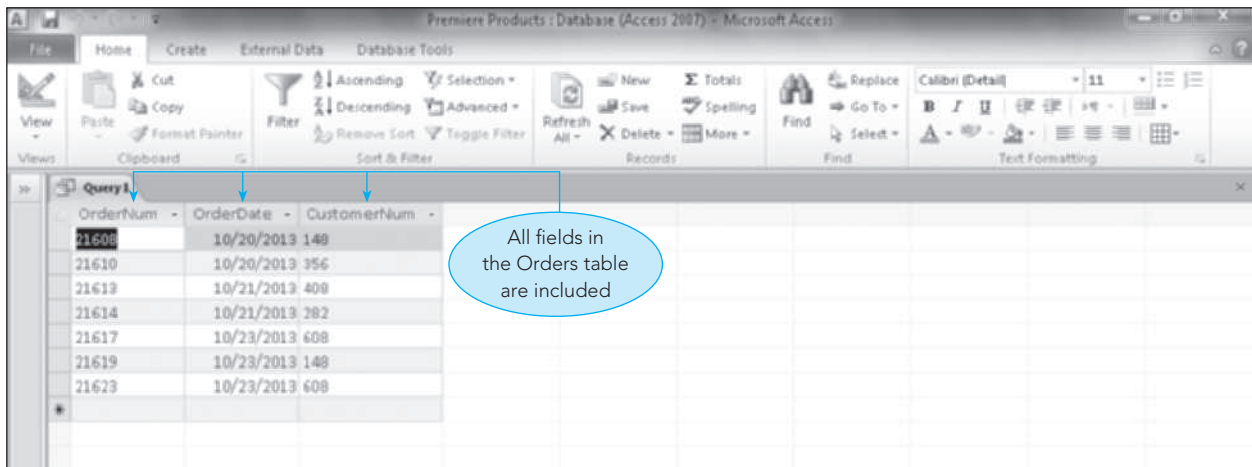 Premiere Products : Database (Access 2007) - Microsoft Access
File Home Create External Data Database Tools
View Paste Cut Copy Format Painter Filter Ascending Descending Remove Sort Selection Advanced Toggle Filter Refresh All New Save Delete Totals Spelling More Find Replace Go To Select Calibri (Detail) 11 B I U A
Views Clipboard Sort & Filter Records Find Text Formatting
Query1
OrderNum OrderDate CustomerNum
21608 10/20/2013 148
21610 10/20/2013 356
21613 10/21/2013 408
21614 10/21/2013 282
21617 10/23/2013 608
21619 10/23/2013 148
21623 10/23/2013 608
All fields in
the Orders table
are included